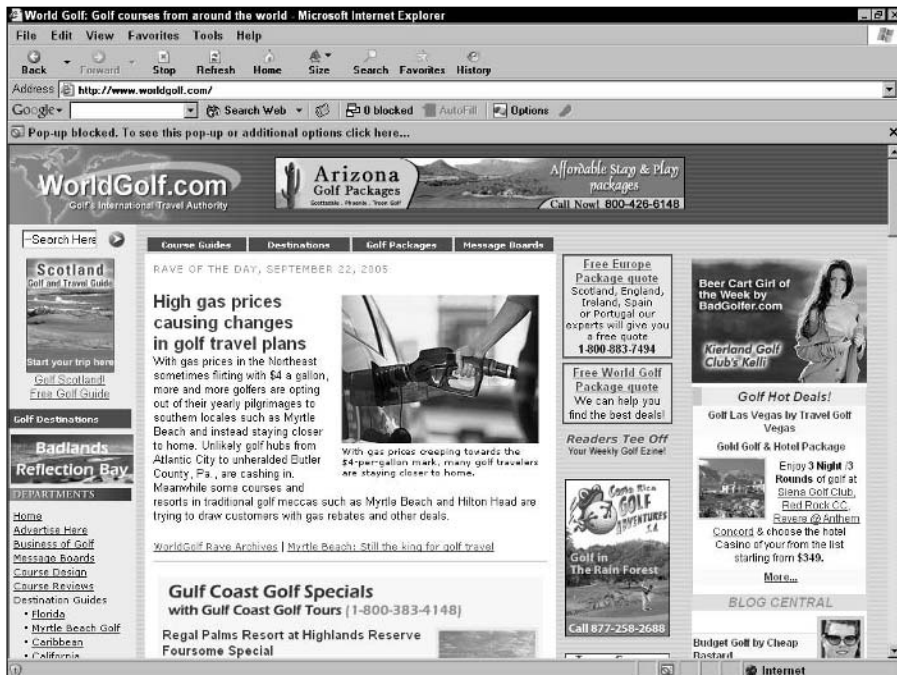 World Golf: Golf courses from around the world - Microsoft Internet Explorer
File Edit View Favorites Tools Help
Back Forward Stop Refresh Home Size Search Favorites History
Address http://www.worldgolf.com/
Google Search Web 0 blocked AutoFill Options
Pop-up blocked. To see this pop-up or additional options click here...
WorldGolf.com
Golf's International Travel Authority
Arizona
Golf Packages
Scottsdale . Phoenix . Troon Golf
Affordable Stay & Play
packages
Call Now! 800-426-6148
Search Here
Course Guides Destinations Golf Packages Message Boards
Scotland
Golf and Travel Guide
Start your trip here
Golf Scotland!
Free Golf Guide
Golf Destinations
Badlands
Reflection Bay
DEPARTMENTS
Home
Advertise Here
Business of Golf
Message Boards
Course Design
Course Reviews
Destination Guides
• Florida
• Myrtle Beach Golf
• Caribbean
• California
RAVE OF THE DAY, SEPTEMBER 22, 2005
High gas prices
causing changes
in golf travel plans
With gas prices in the Northeast
sometimes flirting with $4 a gallon,
more and more golfers are opting
out of their yearly pilgrimages to
southern locales such as Myrtle
Beach and instead staying closer
to home. Unlikely golf hubs from
Atlantic City to unheralded Butler
County, Pa., are cashing in.
Meanwhile some courses and
resorts in traditional golf meccas such as Myrtle Beach and Hilton Head are
trying to draw customers with gas rebates and other deals.
With gas prices creeping towards the
$4-per-gallon mark, many golf travelers
are staying closer to home.
WorldGolf Rave Archives | Myrtle Beach: Still the king for golf travel
Gulf Coast Golf Specials
with Gulf Coast Golf Tours (1-800-383-4148)
Regal Palms Resort at Highlands Reserve
Foursome Special
Free Europe
Package quote
Scotland, England,
Ireland, Spain
or Portugal our
experts will give you
a free quote
1-800-883-7494
Free World Golf
Package quote
We can help you
find the best deals!
Readers Tee Off
Your Weekly Golf Ezine!
Costa Rica
GOLF
ADVENTURES
S.A.
Golf in
The Rain Forest
Call 877-258-2688
Beer Cart Girl
of the Week by
BadGolfer.com
Kierland Golf
Club's Kelli
Golf Hot Deals!
Golf Las Vegas by Travel Golf
Vegas
Gold Golf & Hotel Package
Enjoy 3 Night /3
Rounds of golf at
Siena Golf Club,
Red Rock CC,
Revere @ Anthem
Concord & choose the hotel
Casino of your from the list
starting from $349.
More...
BLOG CENTRAL
Budget Golf by Cheap
Bastard
Internet